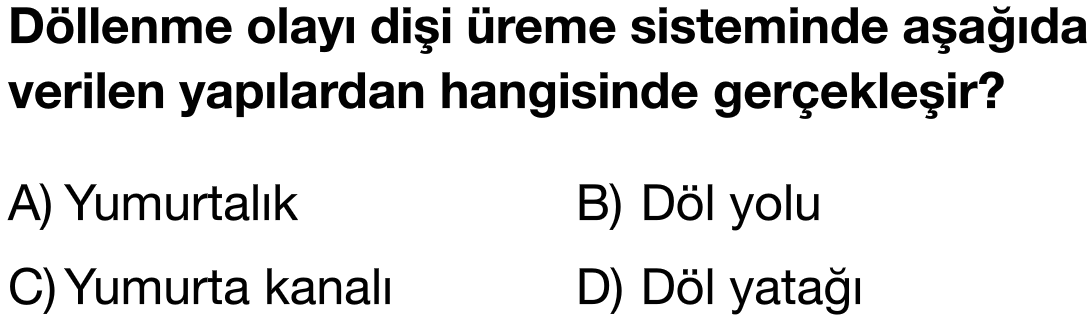 Döllenme olayı dişi üreme sisteminde aşağıda
verilen yapılardan hangisinde gerçekleşir?
A) Yumurtalık B) Döl yolu
C) Yumurta kanalı D) Döl yatağı